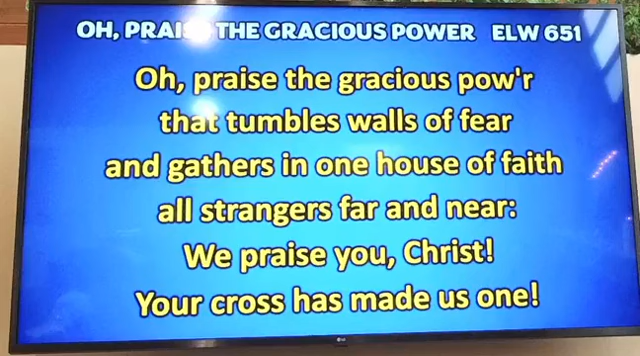 OH, PRAISE THE GRACIOUS POWER ELW 651
Oh, praise the gracious pow'r
that tumbles walls of fear
and gathers in one house of faith
all strangers far and near:
We praise you, Christ!
Your cross has made us one!
LG